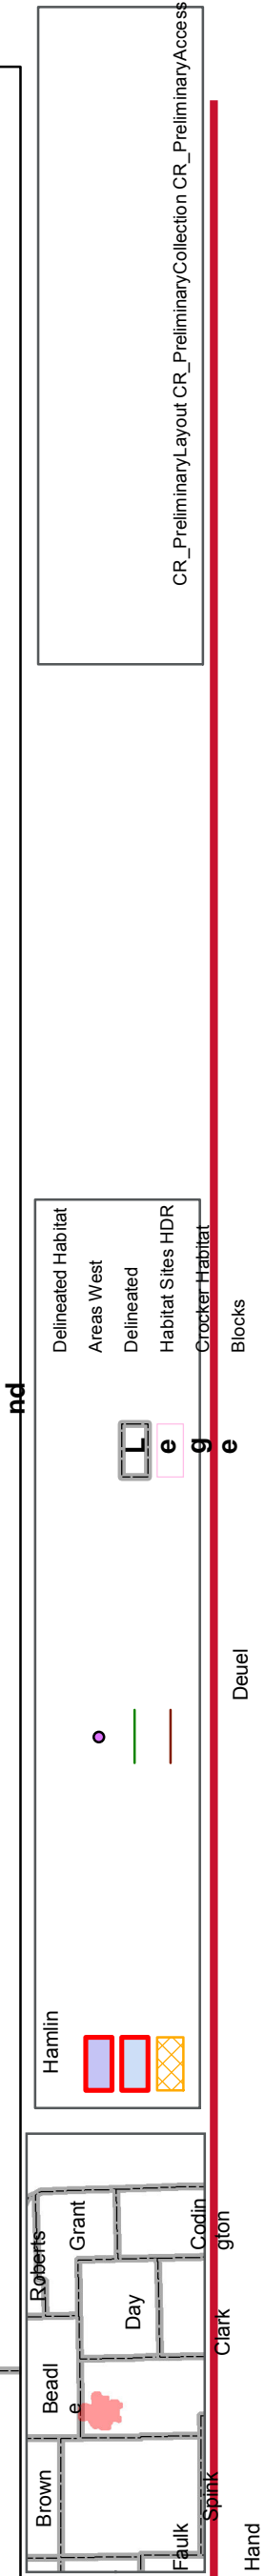 CR_PreliminaryLayout CR_PreliminaryCollection CR_PreliminaryAccess
Delineated Habitat
Areas West
Delineated
Habitat Sites HDR
Crocker Habitat
Blocks
L
e
g
e
nd
Deuel
Hamlin
Roberts
Grant
Codin
gton
Day
Clark
Beadl
e
Brown
Spink
Faulk
Hand